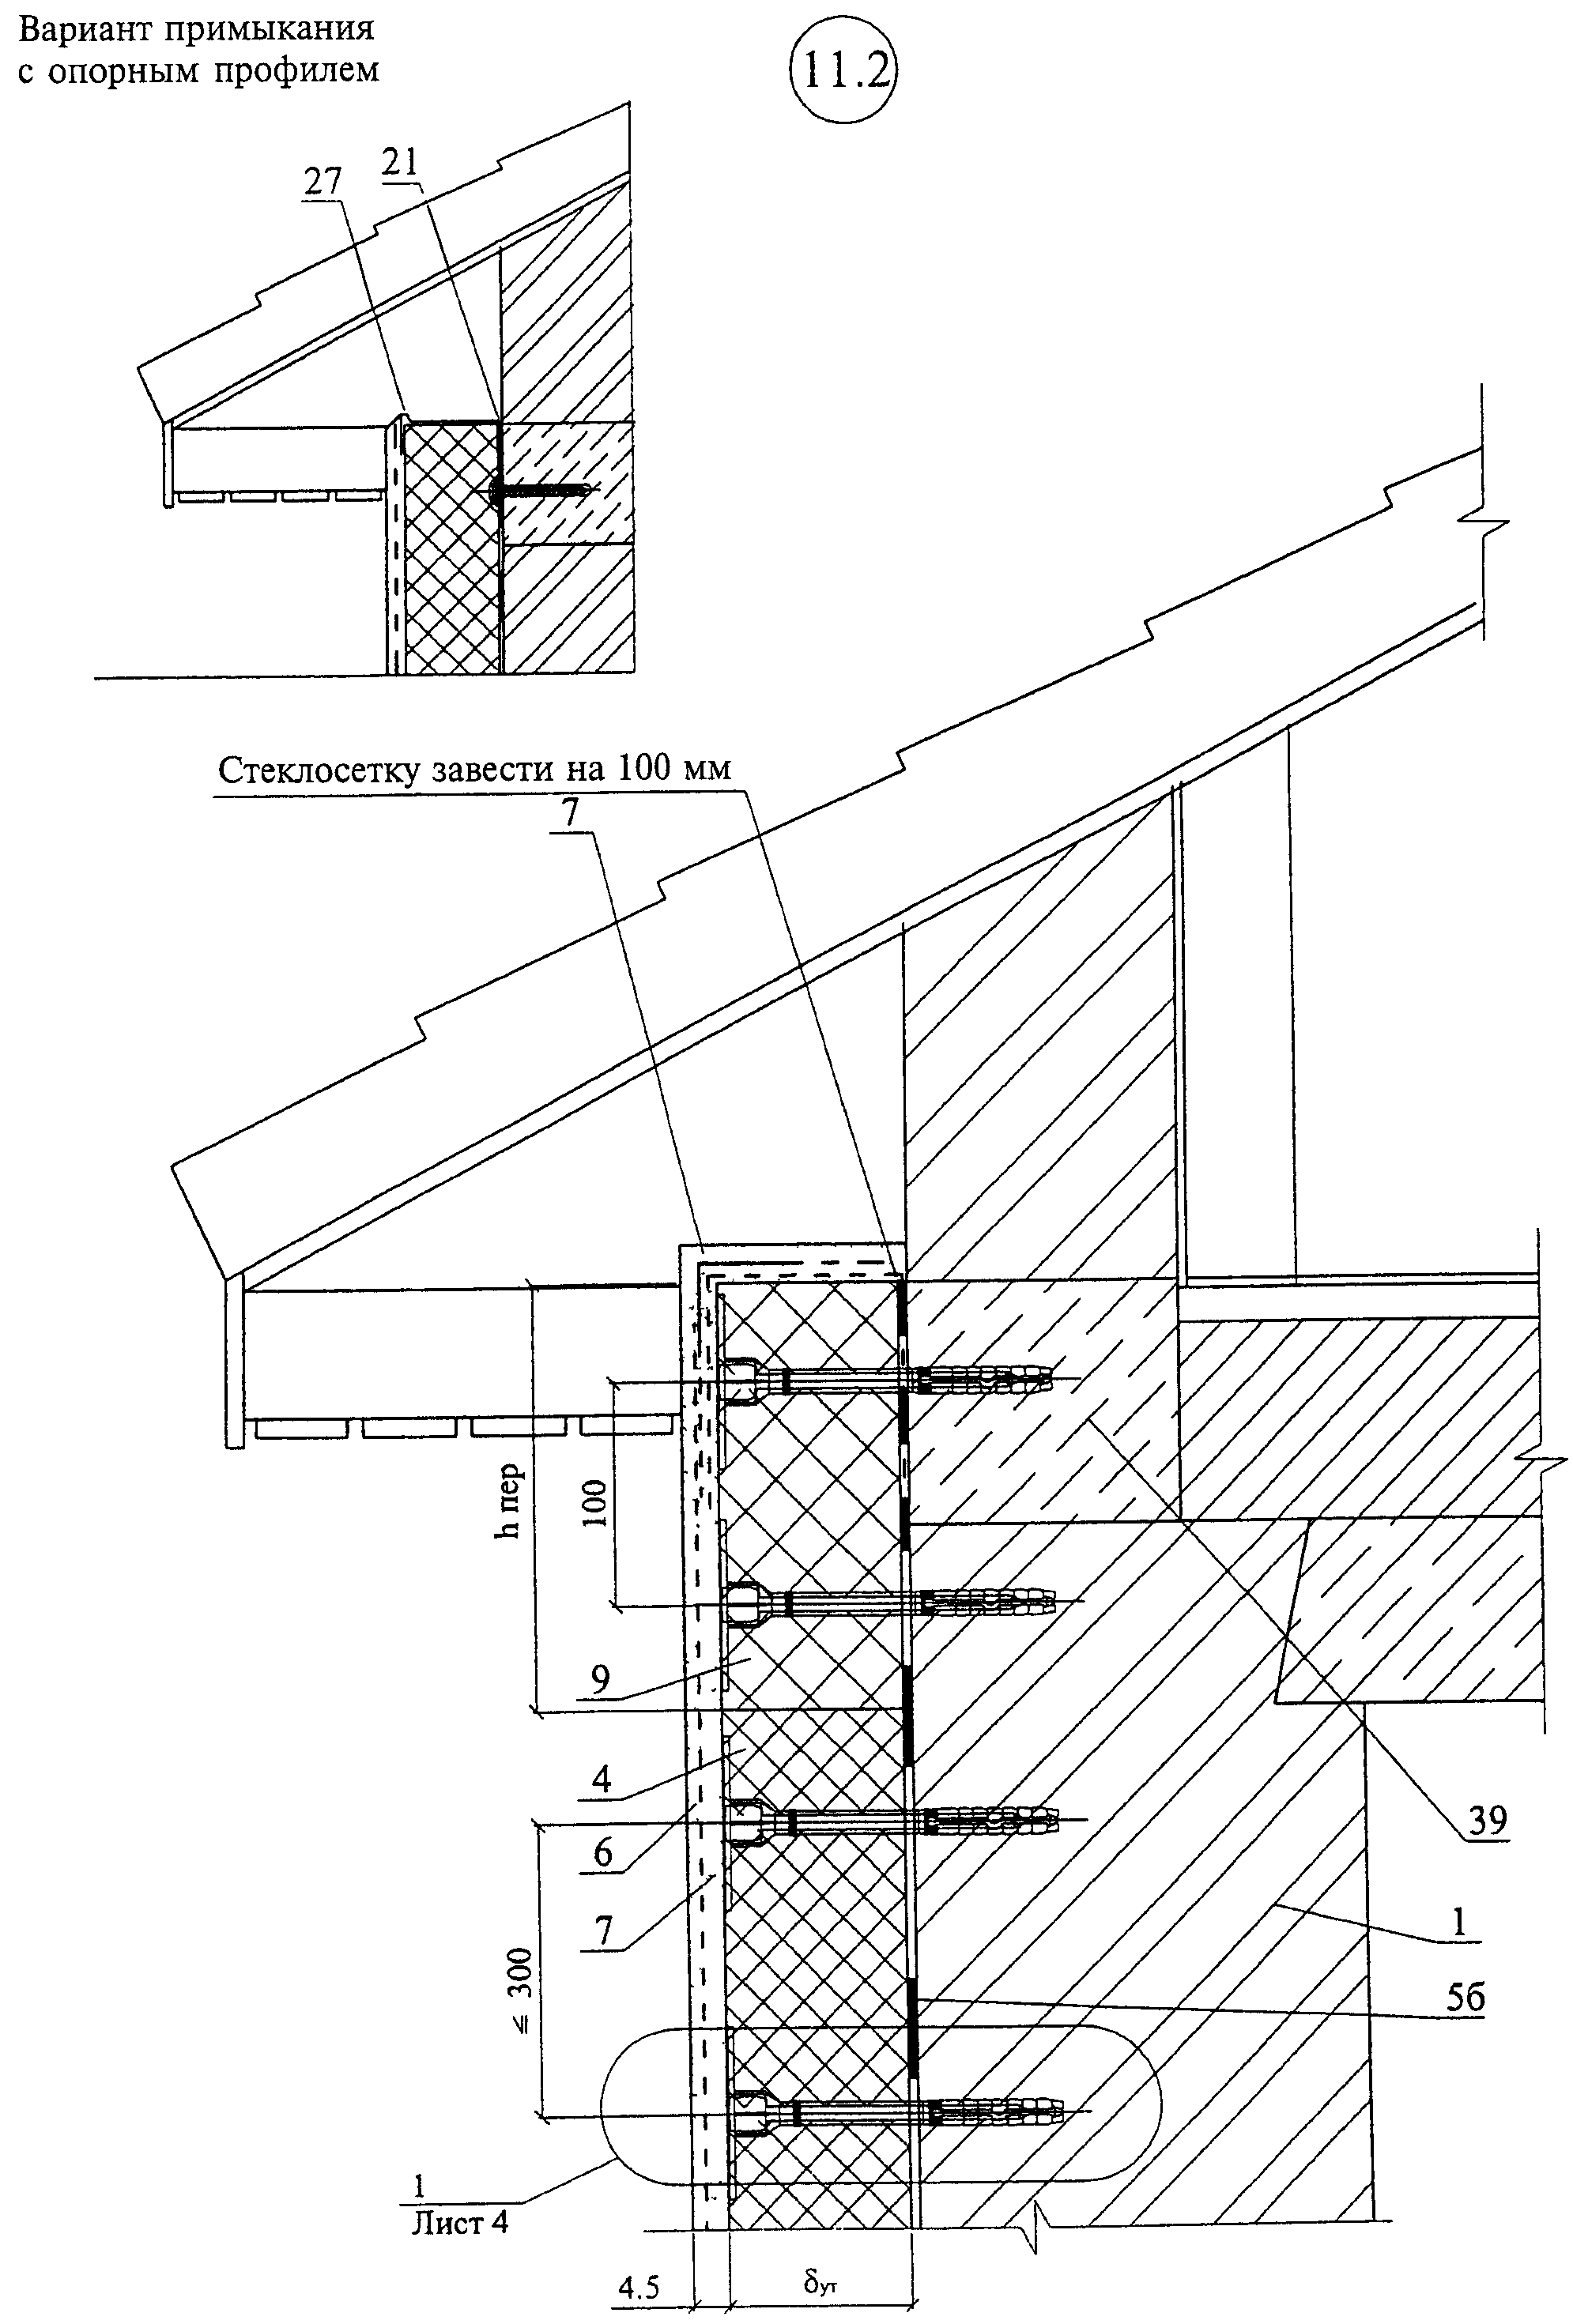 Вариант примыкания
с опорным профилем
11.2
27
21
Стеклосетку завести на 100 мм
7
h пер
100
9
4
6
7
≤ 300
39
1
5б
1
Лист 4
4.5
δут